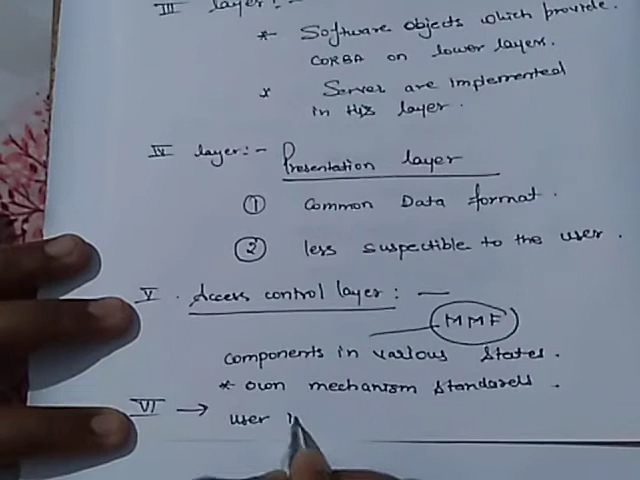 III layer:-
* Software objects which provide.
CORBA on lower layers.
* Server are implemented
in this layer.
IV layer:- Presentation layer
① Common Data format.
② less suspectible to the user.
V. Access control layer: —
MMF
components in various states.
* own mechanism standards.
VI → user